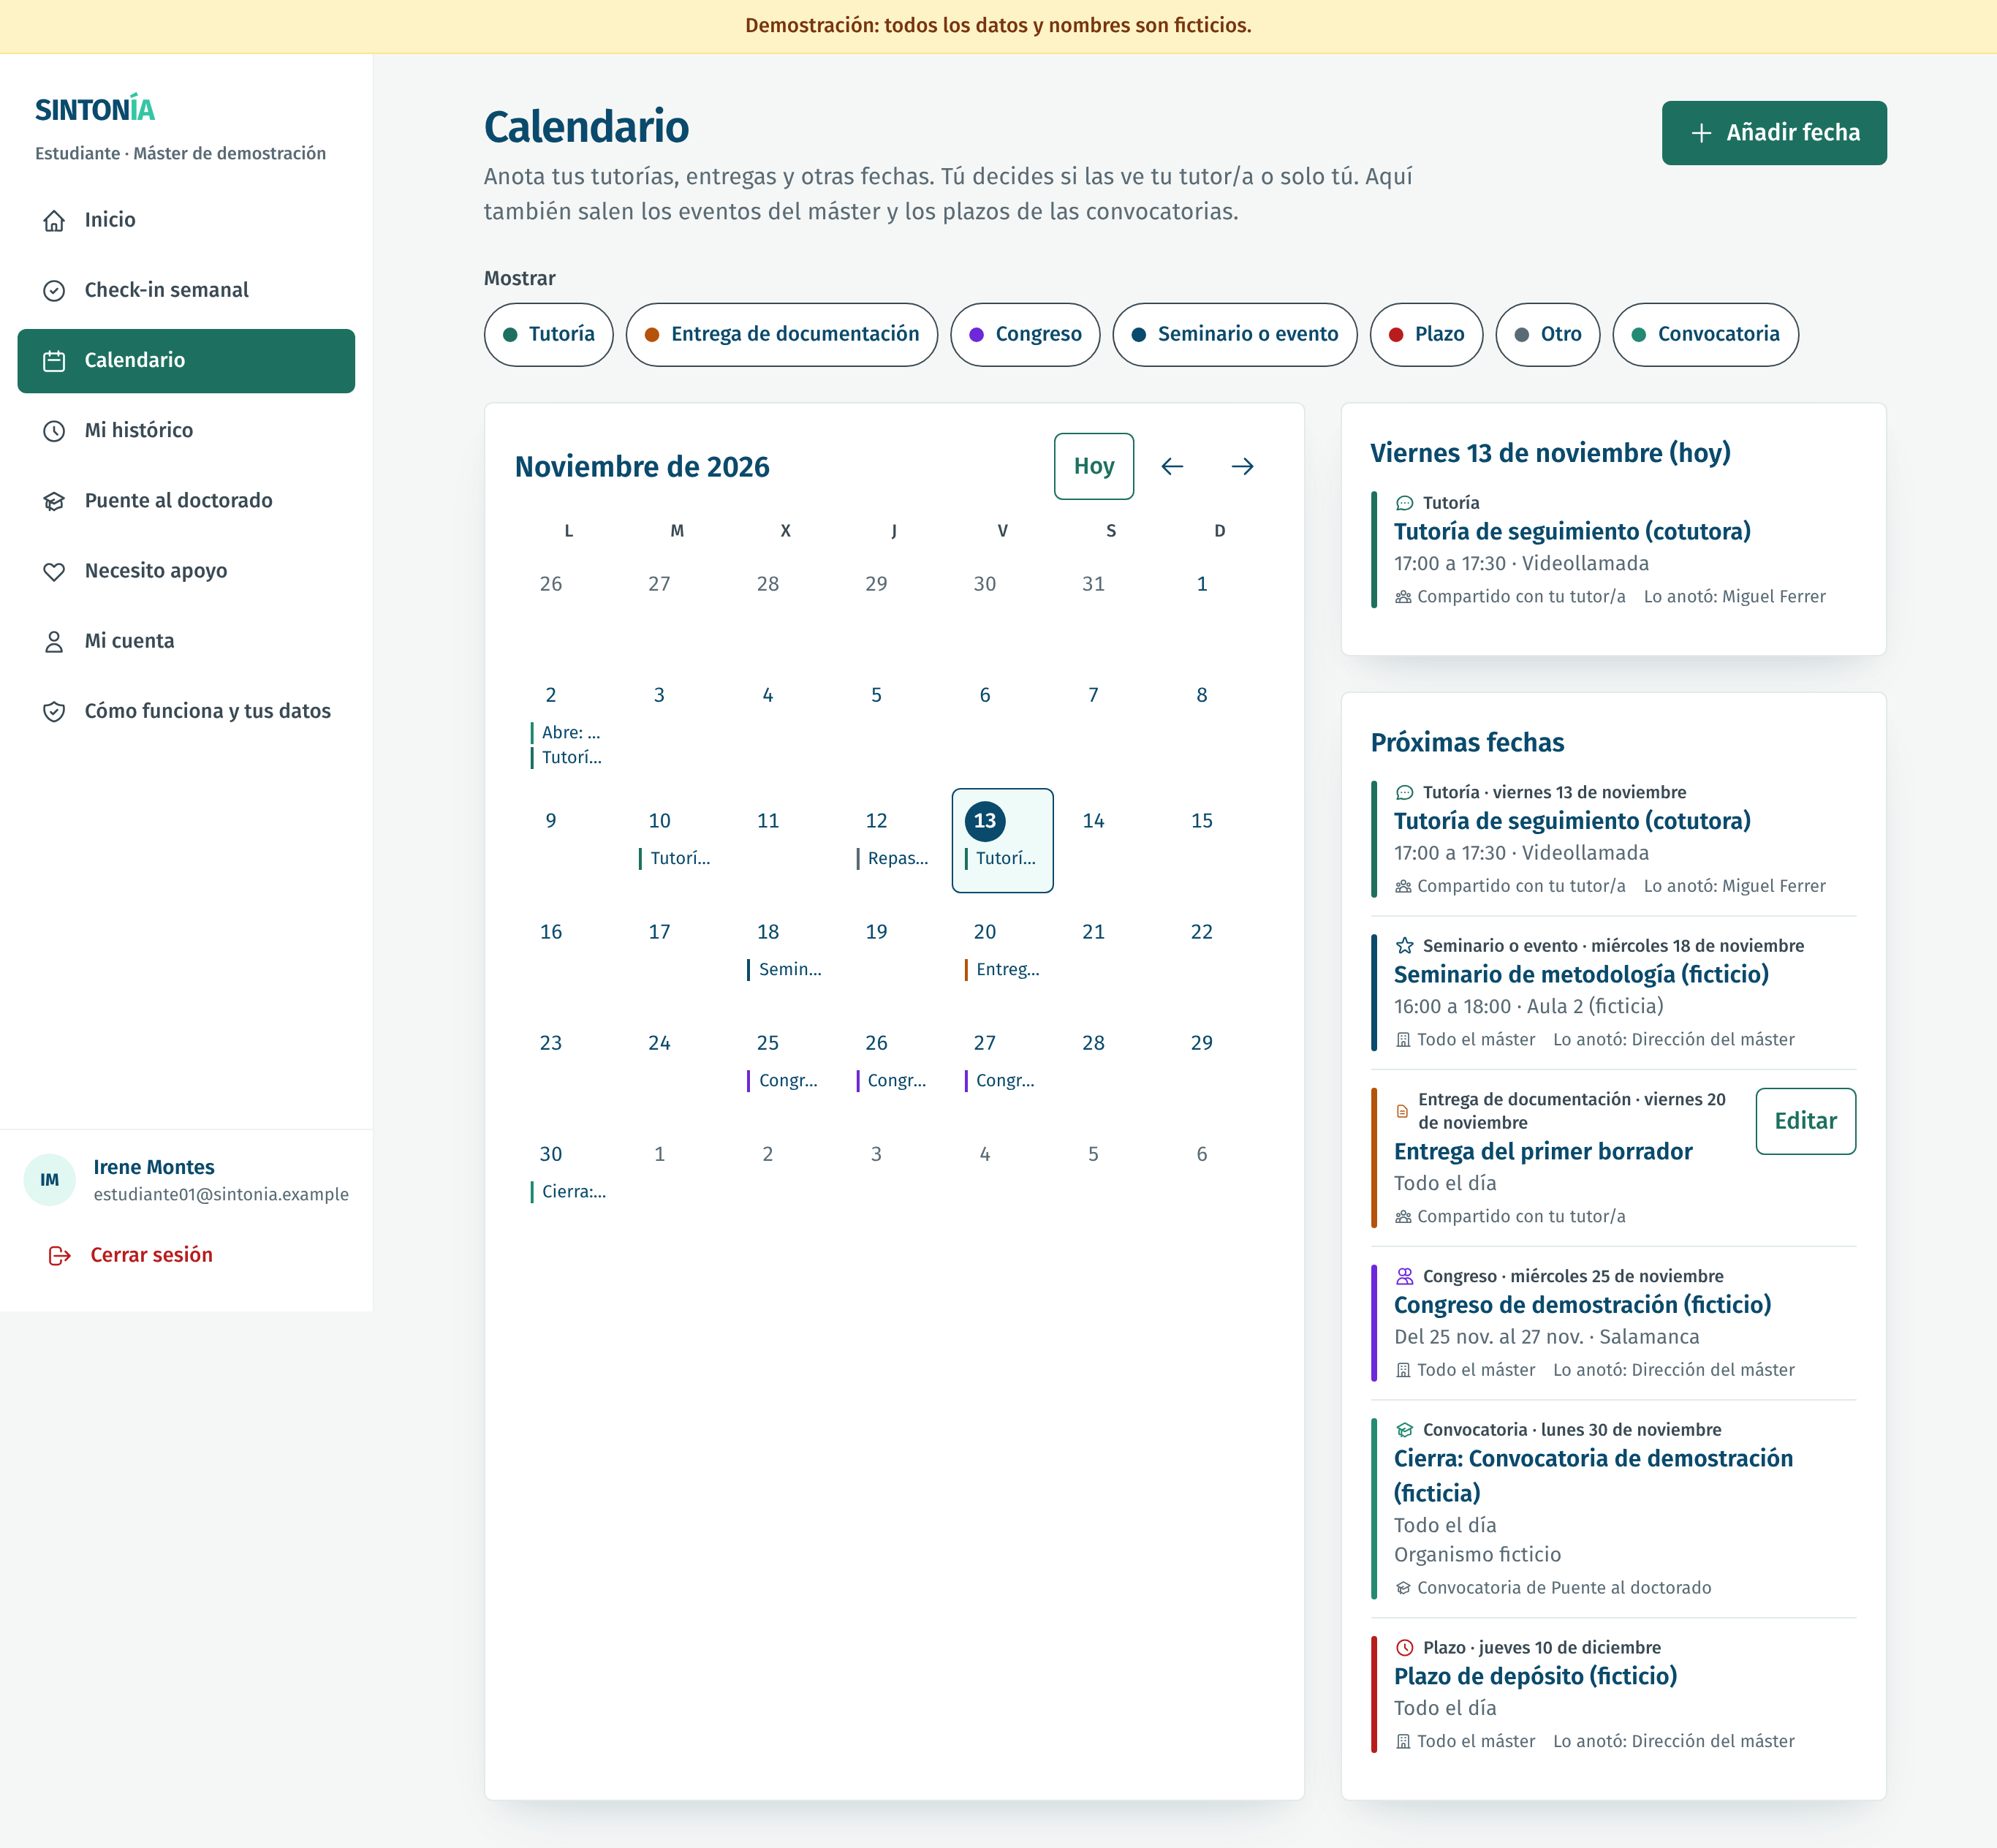 Demostración: todos los datos y nombres son ficticios.
SINTONÍA
Estudiante · Máster de demostración
Inicio
Check-in semanal
Calendario
Mi histórico
Puente al doctorado
Necesito apoyo
Mi cuenta
Cómo funciona y tus datos
IM
Irene Montes
estudiante01@sintonia.example
Cerrar sesión
Calendario
Anota tus tutorías, entregas y otras fechas. Tú decides si las ve tu tutor/a o solo tú. Aquí
también salen los eventos del máster y los plazos de las convocatorias.
Añadir fecha
Mostrar
Tutoría Entrega de documentación Congreso Seminario o evento Plazo Otro Convocatoria
Noviembre de 2026
Hoy
L M X J V S D
26 27 28 29 30 31 1
2 3 4 5 6 7 8
Abre: ...
Tutorí...
9 10 11 12 13 14 15
Tutorí... Repas... Tutorí...
16 17 18 19 20 21 22
Semin... Entreg...
23 24 25 26 27 28 29
Congr... Congr... Congr...
30 1 2 3 4 5 6
Cierra:...
Viernes 13 de noviembre (hoy)
Tutoría
Tutoría de seguimiento (cotutora)
17:00 a 17:30 · Videollamada
Compartido con tu tutor/a Lo anotó: Miguel Ferrer
Próximas fechas
Tutoría · viernes 13 de noviembre
Tutoría de seguimiento (cotutora)
17:00 a 17:30 · Videollamada
Compartido con tu tutor/a Lo anotó: Miguel Ferrer
Seminario o evento · miércoles 18 de noviembre
Seminario de metodología (ficticio)
16:00 a 18:00 · Aula 2 (ficticia)
Todo el máster Lo anotó: Dirección del máster
Entrega de documentación · viernes 20
de noviembre
Editar
Entrega del primer borrador
Todo el día
Compartido con tu tutor/a
Congreso · miércoles 25 de noviembre
Congreso de demostración (ficticio)
Del 25 nov. al 27 nov. · Salamanca
Todo el máster Lo anotó: Dirección del máster
Convocatoria · lunes 30 de noviembre
Cierra: Convocatoria de demostración
(ficticia)
Todo el día
Organismo ficticio
Convocatoria de Puente al doctorado
Plazo · jueves 10 de diciembre
Plazo de depósito (ficticio)
Todo el día
Todo el máster Lo anotó: Dirección del máster